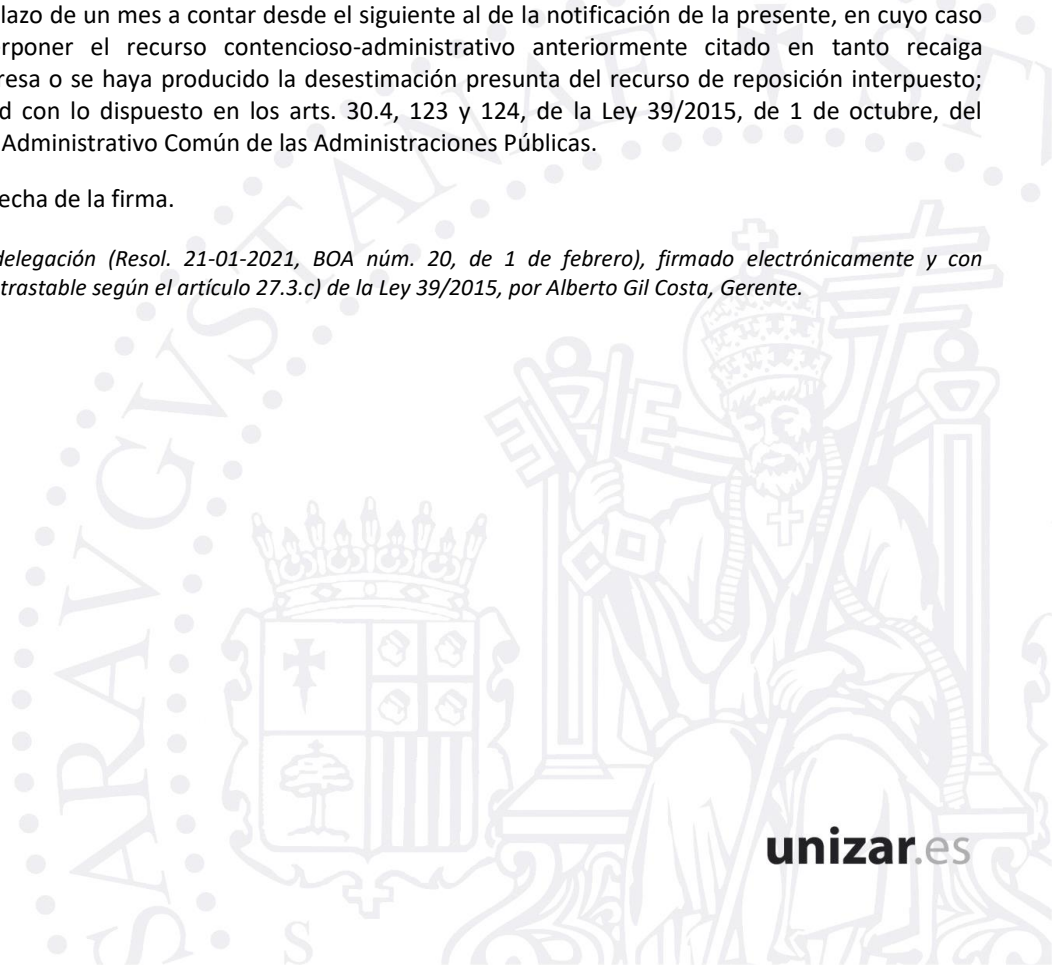 lazo de un mes a contar desde el siguiente al de la notificación de la presente, en cuyo caso
erponer el recurso contencioso-administrativo anteriormente citado en tanto recaiga
resa o se haya producido la desestimación presunta del recurso de reposición interpuesto;
d con lo dispuesto en los arts. 30.4, 123 y 124, de la Ley 39/2015, de 1 de octubre, del
Administrativo Común de las Administraciones Públicas.
echa de la firma.
delegación (Resol. 21-01-2021, BOA núm. 20, de 1 de febrero), firmado electrónicamente y con
trastable según el artículo 27.3.c) de la Ley 39/2015, por Alberto Gil Costa, Gerente.
SARAVGVSTANAE
S
unizar.es